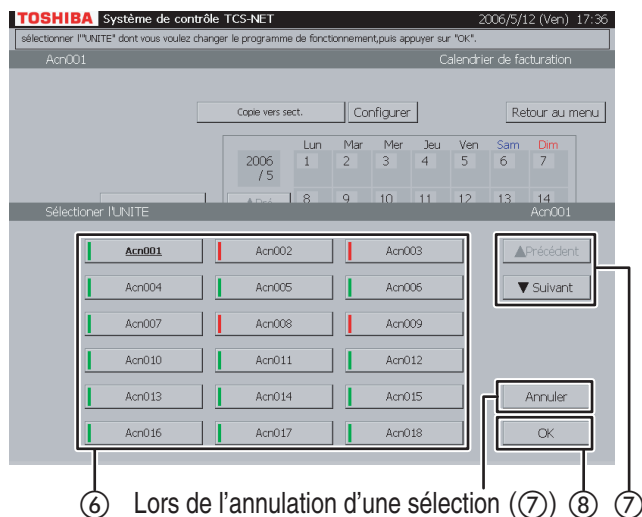 TOSHIBA Système de contrôle TCS-NET 2006/5/12 (Ven) 17:36
sélectionner l'"UNITE" dont vous voulez changer le programme de fonctionnement,puis appuyer sur "OK".
Acn001 Calendrier de facturation
Copie vers sect. Configurer Retour au menu
Lun Mar Mer Jeu Ven Sam Dim
2006 1 2 3 4 5 6 7
/ 5
▲Pré 8 9 10 11 12 13 14
Sélectioner l'UNITE Acn001
Acn001 Acn002 Acn003 ▲Précédent
Acn004 Acn005 Acn006 ▼ Suivant
Acn007 Acn008 Acn009
Acn010 Acn011 Acn012
Acn013 Acn014 Acn015 Annuler
Acn016 Acn017 Acn018 OK
⑥ Lors de l'annulation d'une sélection (⑦) ⑧ ⑦